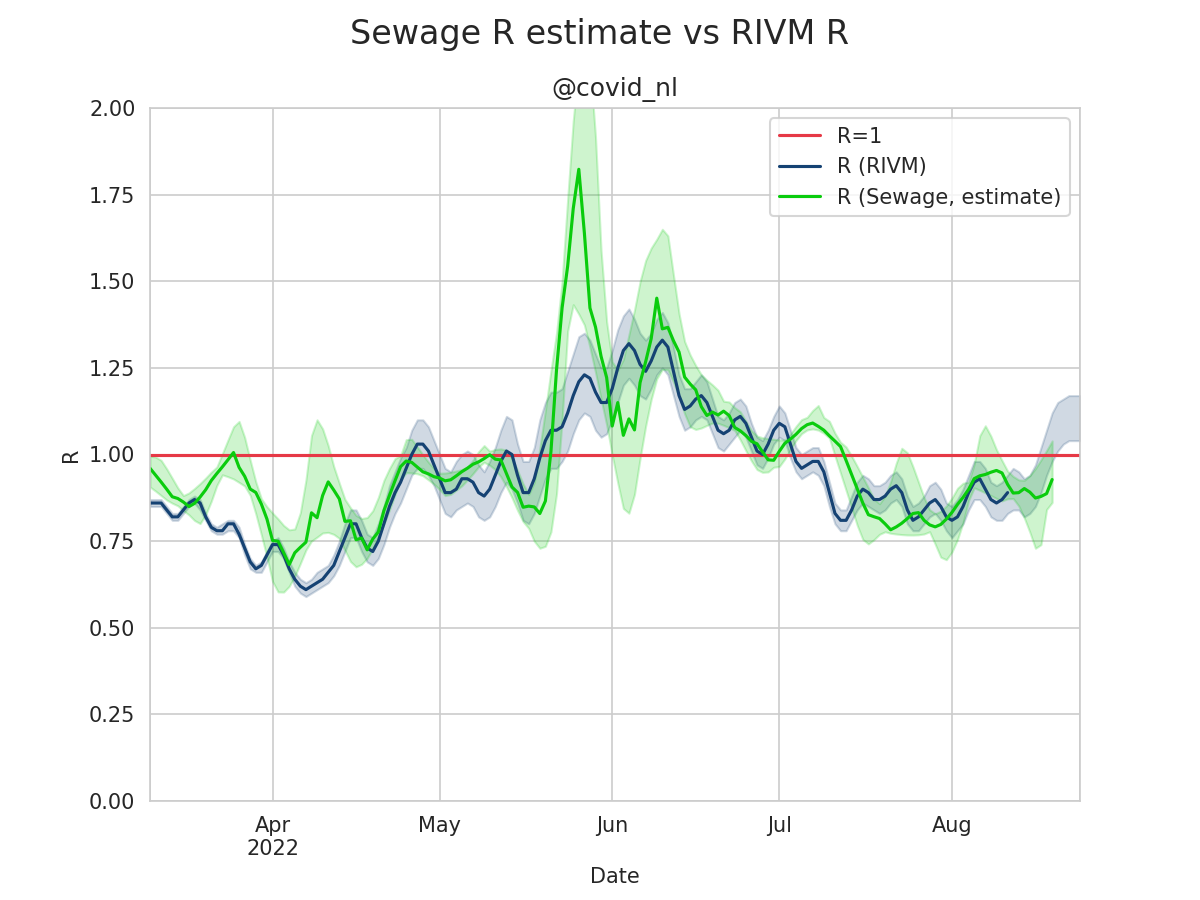 Sewage R estimate vs RIVM R
@covid_nl
R=1
R (RIVM)
R (Sewage, estimate)
2.00
1.75
1.50
1.25
1.00
0.75
0.50
0.25
0.00
R
Apr
2022
May
Jun
Jul
Aug
Date